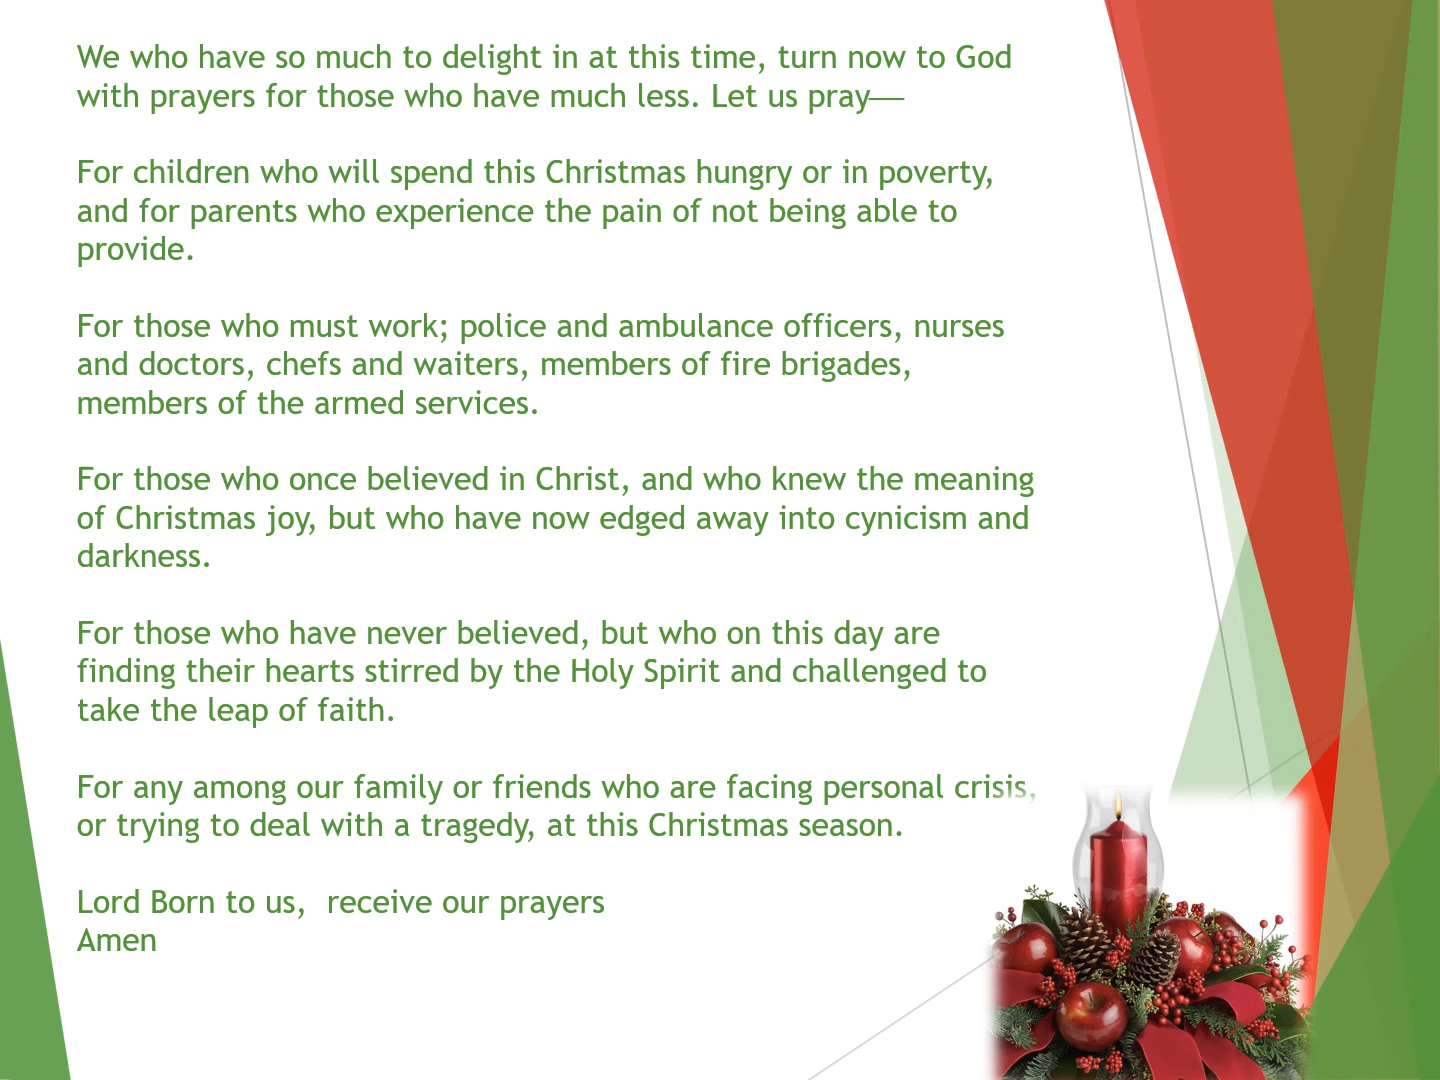 We who have so much to delight in at this time, turn now to God
with prayers for those who have much less. Let us pray—
For children who will spend this Christmas hungry or in poverty,
and for parents who experience the pain of not being able to
provide.
For those who must work; police and ambulance officers, nurses
and doctors, chefs and waiters, members of fire brigades,
members of the armed services.
For those who once believed in Christ, and who knew the meaning
of Christmas joy, but who have now edged away into cynicism and
darkness.
For those who have never believed, but who on this day are
finding their hearts stirred by the Holy Spirit and challenged to
take the leap of faith.
For any among our family or friends who are facing personal crisis,
or trying to deal with a tragedy, at this Christmas season.
Lord Born to us,  receive our prayers
Amen